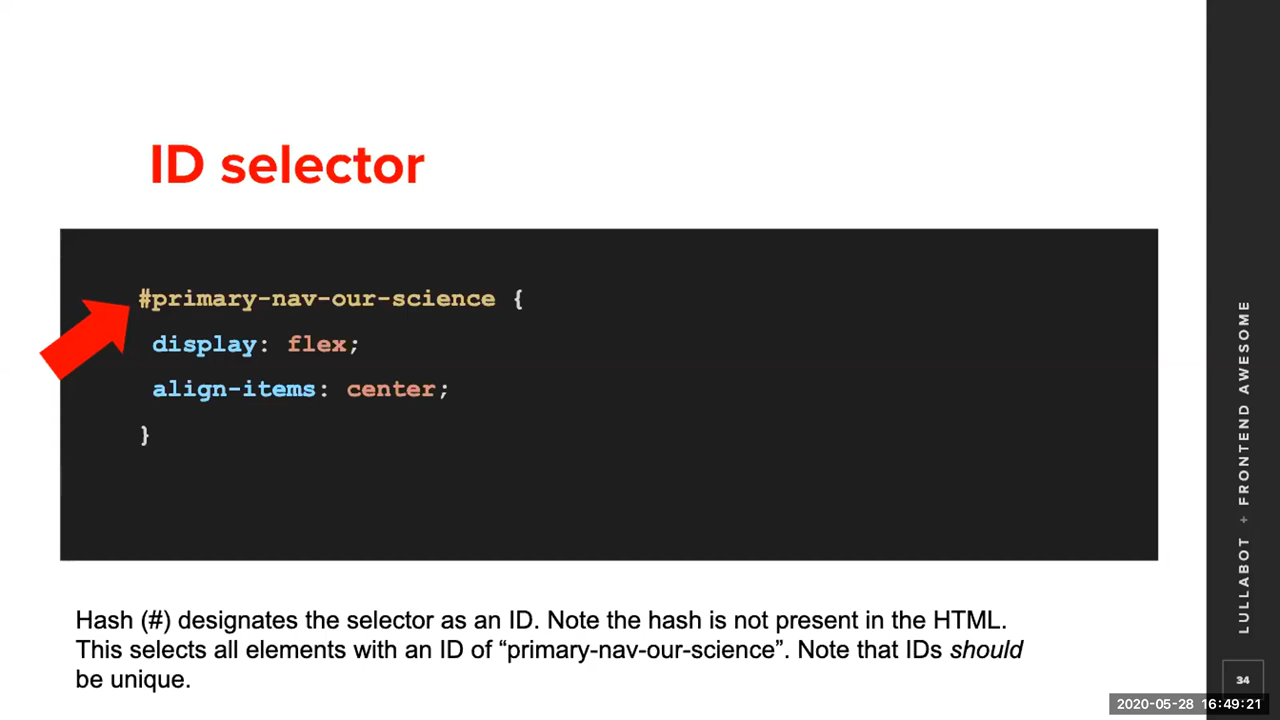 ID selector
#primary-nav-our-science {
display: flex;
align-items: center;
}
Hash (#) designates the selector as an ID. Note the hash is not present in the HTML.
This selects all elements with an ID of “primary-nav-our-science”. Note that IDs should
be unique.
LULLABOT + FRONTEND AWESOME
34
2020-05-28 16:49:21